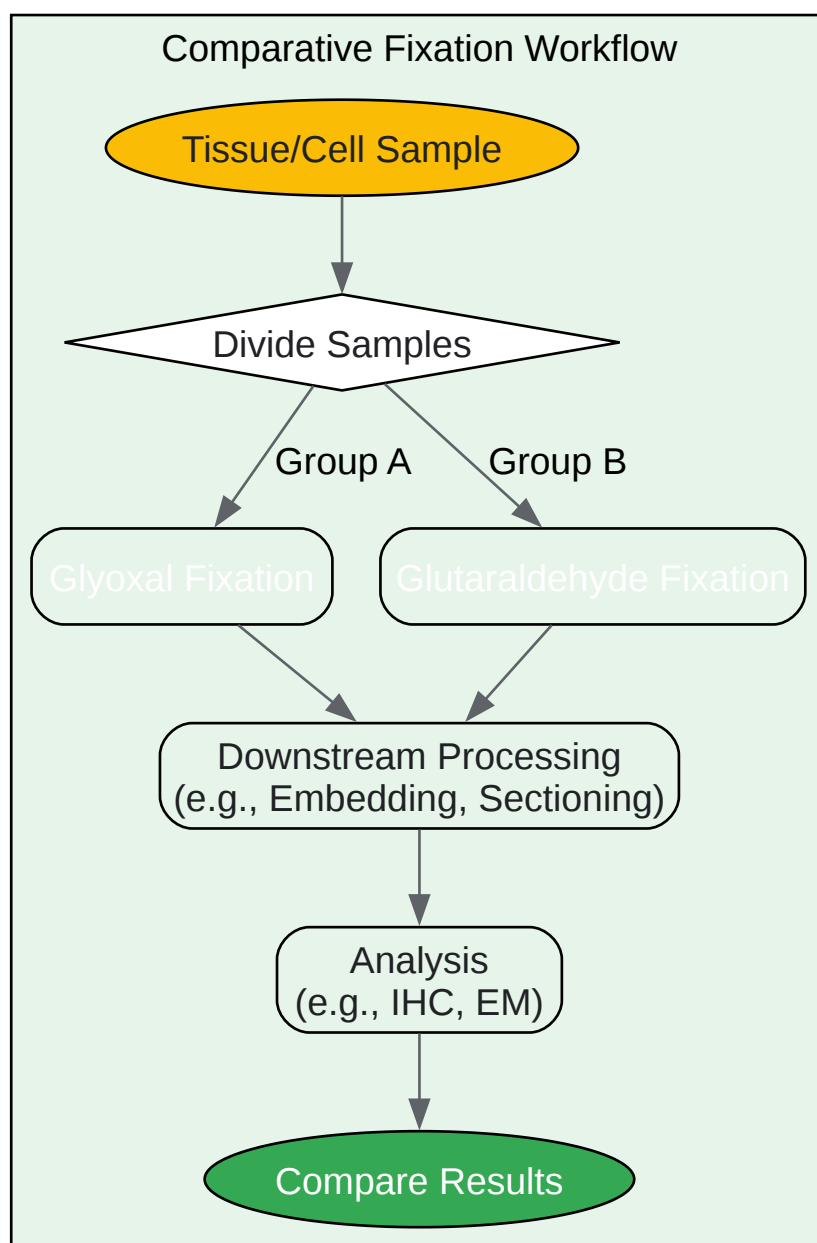 Comparative Fixation Workflow
Tissue/Cell Sample
Divide Samples
Group A
Group B
Glyoxal Fixation
Glutaraldehyde Fixation
Downstream Processing
(e.g., Embedding, Sectioning)
Analysis
(e.g., IHC, EM)
Compare Results